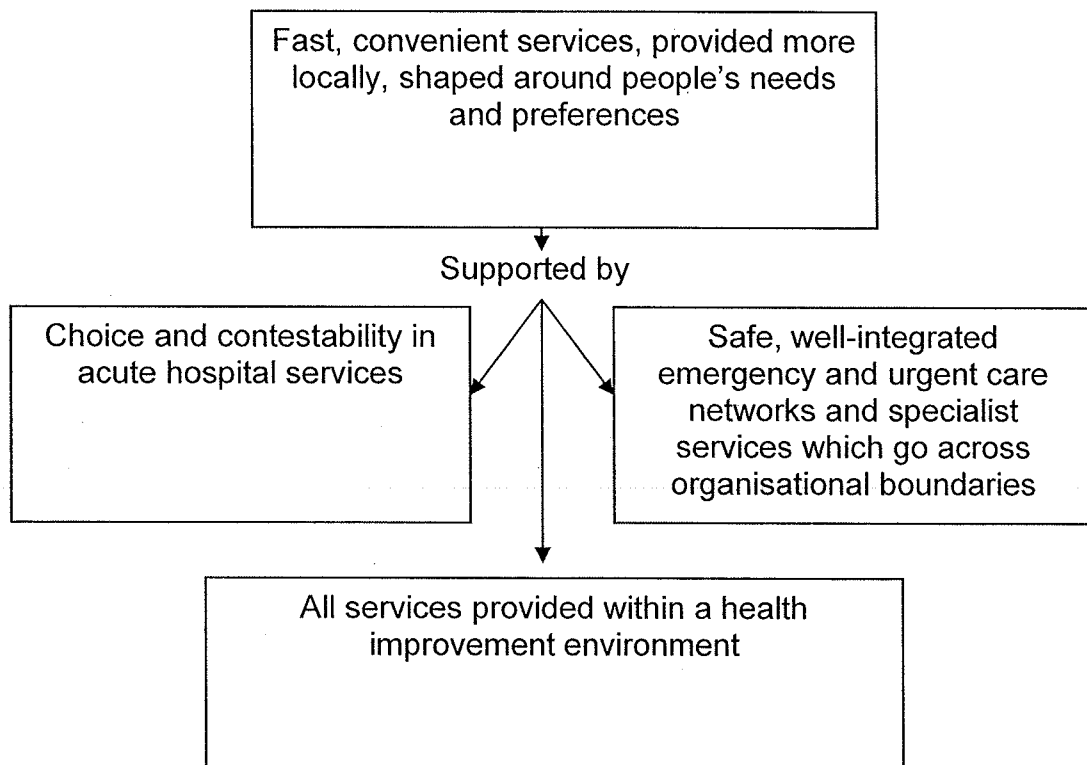 Fast, convenient services, provided more
locally, shaped around people's needs
and preferences
Supported by
Choice and contestability in
acute hospital services
Safe, well-integrated
emergency and urgent care
networks and specialist
services which go across
organisational boundaries
All services provided within a health
improvement environment